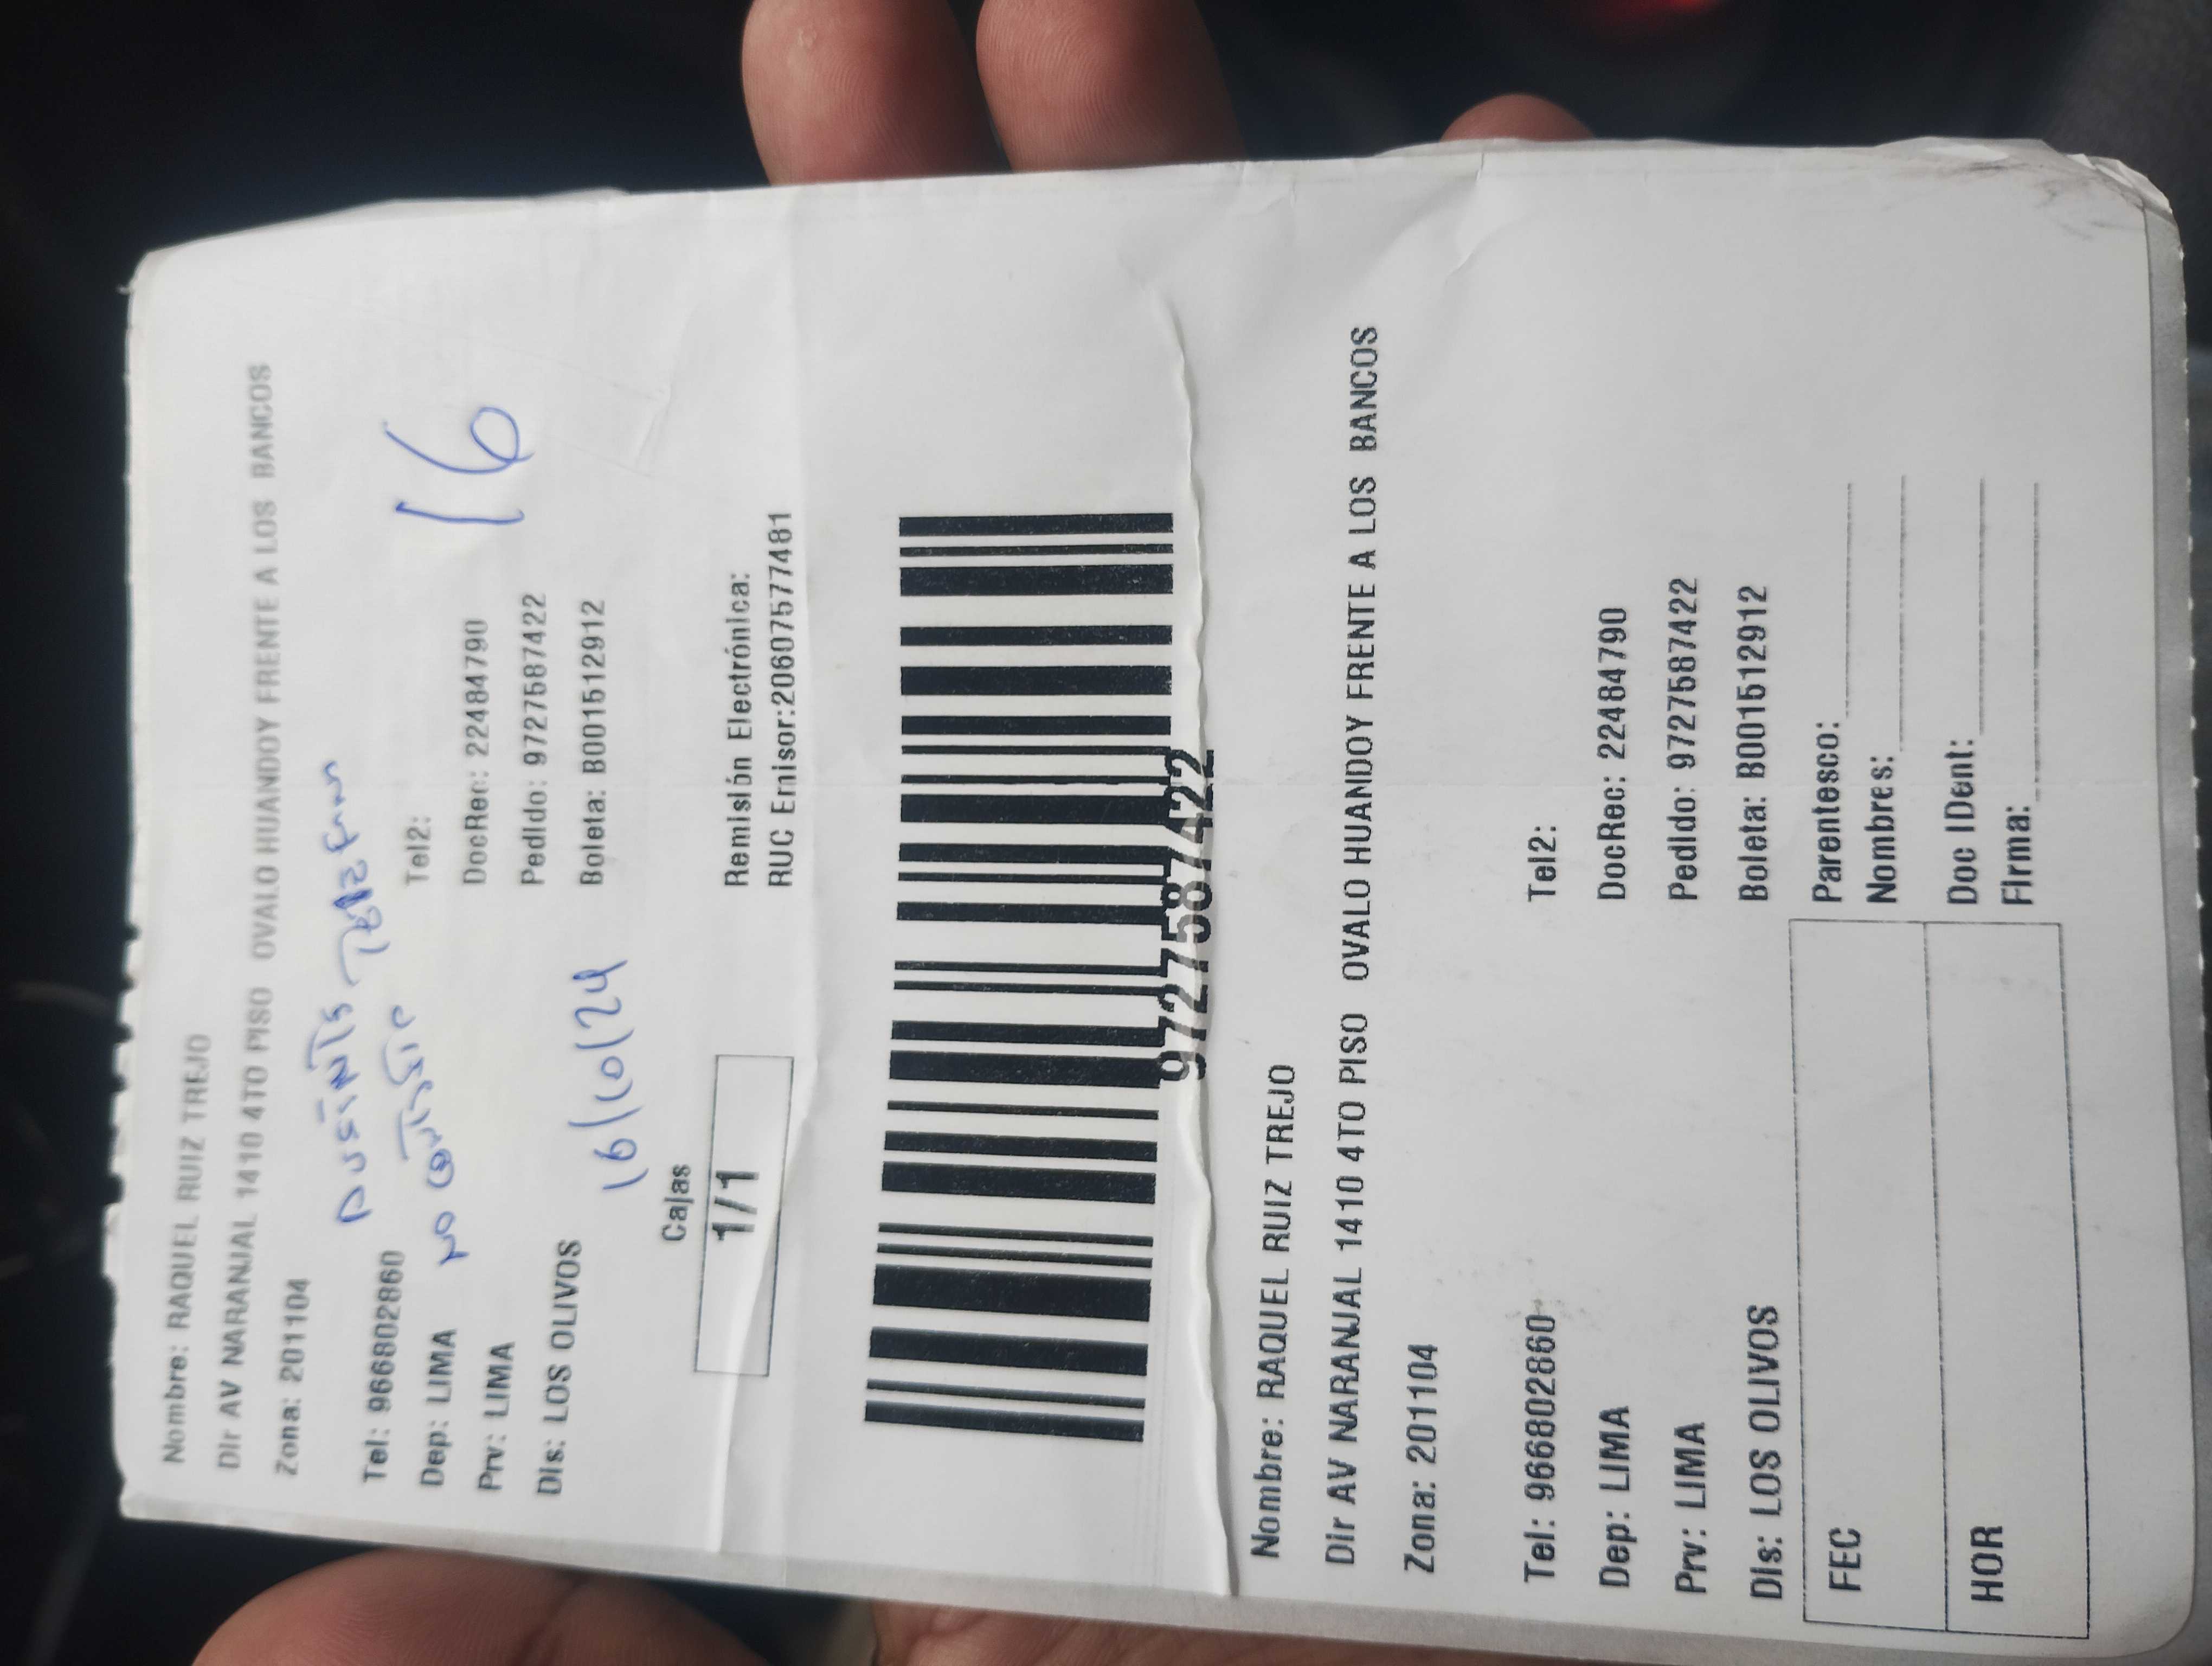 Nombre: RAQUEL RUIZ TREJO
Dir AV NARANJAL 1410 4TO PISO OVALO HUANDOY FRENTE A LOS BANCOS
Zona: 201104
AUSENTE TELEFONO
Tel: 966802860 Tel2:
NO CONTESTA
16
Dep: LIMA DocRec: 22484790
Prv: LIMA Pedido: 9727587422
Dis: LOS OLIVOS Boleta: B001512912
16/10/24
Cajas
1/1
Remisión Electrónica:
RUC Emisor:20607577481
9727587422
Nombre: RAQUEL RUIZ TREJO
Dir AV NARANJAL 1410 4TO PISO OVALO HUANDOY FRENTE A LOS BANCOS
Zona: 201104
Tel: 966802860 Tel2:
Dep: LIMA DocRec: 22484790
Prv: LIMA Pedido: 9727587422
Dis: LOS OLIVOS Boleta: B001512912
FEC
Parentesco:
Nombres:
HOR
Doc IDent:
Firma: